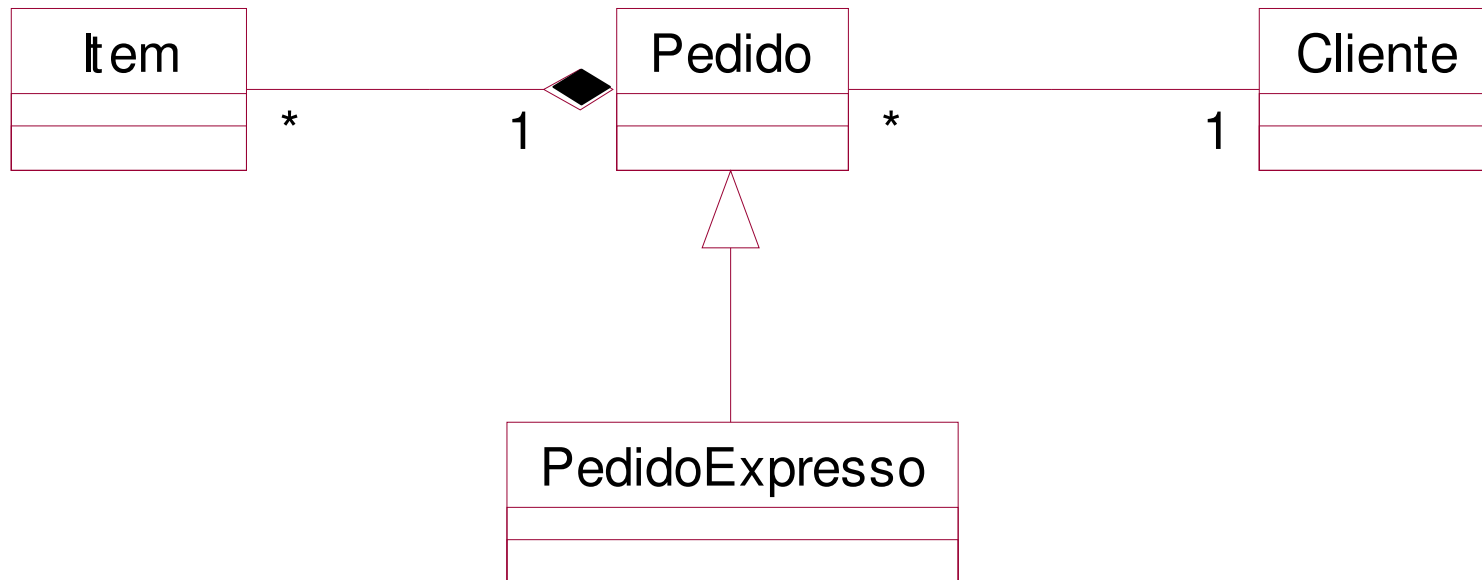 Item
Pedido
Cliente
*
1
*
1
PedidoExpresso